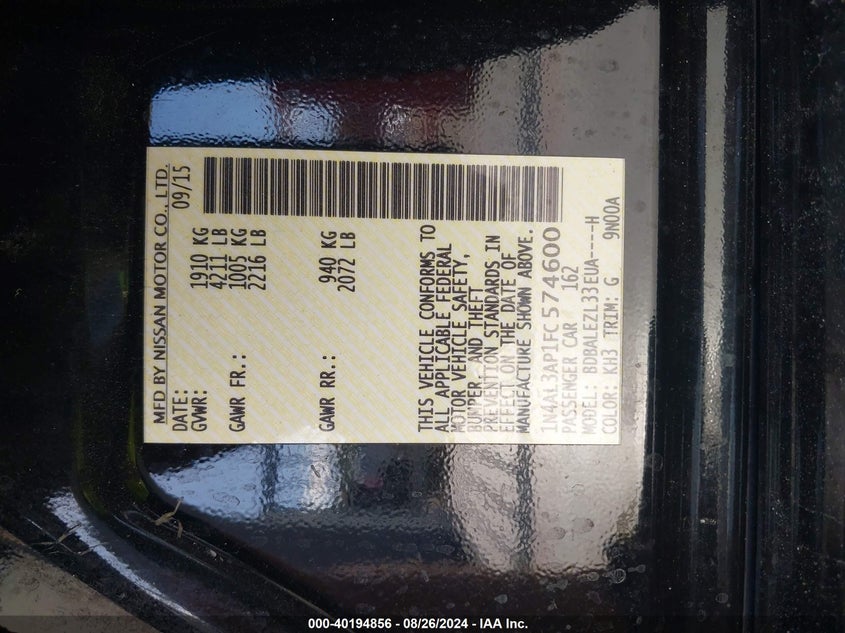 MFD BY NISSAN MOTOR CO., LTD.
DATE: 09/15
GVWR: 1910 KG
4211 LB
GAWR FR.: 1005 KG
2216 LB
GAWR RR.: 940 KG
2072 LB
THIS VEHICLE CONFORMS TO
ALL APPLICABLE FEDERAL
MOTOR VEHICLE SAFETY,
BUMPER, AND THEFT
PREVENTION STANDARDS IN
EFFECT ON THE DATE OF
MANUFACTURE SHOWN ABOVE.
1N4AL3AP1FC574600
PASSENGER CAR 162
MODEL: BDBALEZL33EUA----H
COLOR: KH3 TRIM: G 9N00A
000-40194856 - 08/26/2024 - IAA Inc.